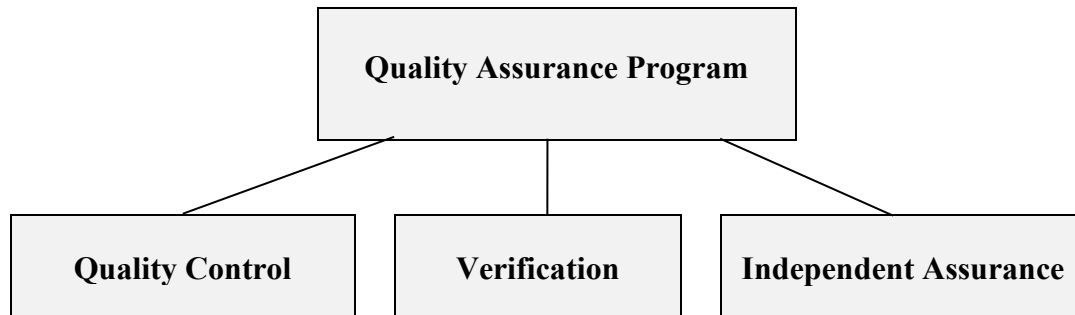 Quality Assurance Program
Quality Control
Verification
Independent Assurance